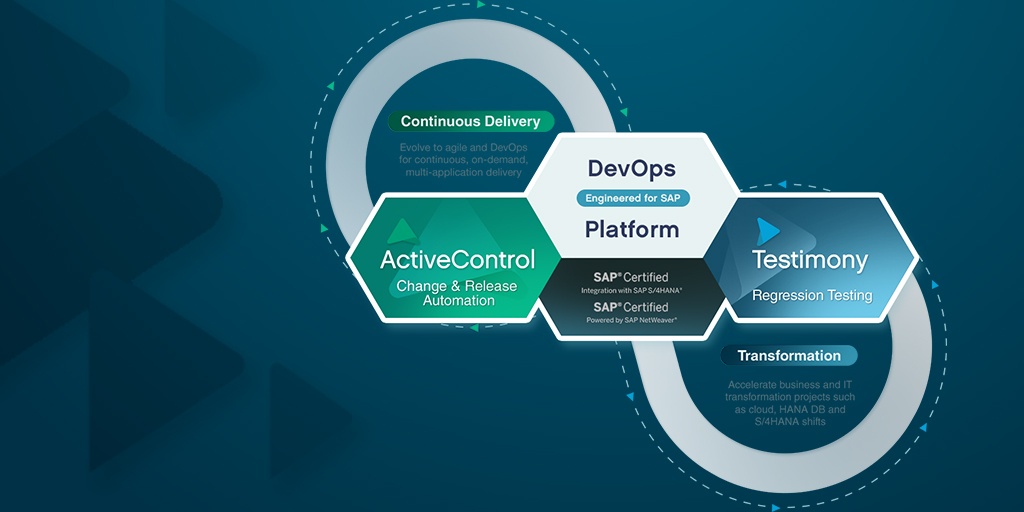 Continuous Delivery
Evolve to agile and DevOps
for continuous, on-demand,
multi-application delivery
DevOps
Engineered for SAP
Platform
ActiveControl
Change & Release
Automation
SAP® Certified
Integration with SAP S/4HANA®
SAP® Certified
Powered by SAP NetWeaver®
Testimony
Regression Testing
Transformation
Accelerate business and IT
transformation projects such
as cloud, HANA DB and
S/4HANA shifts